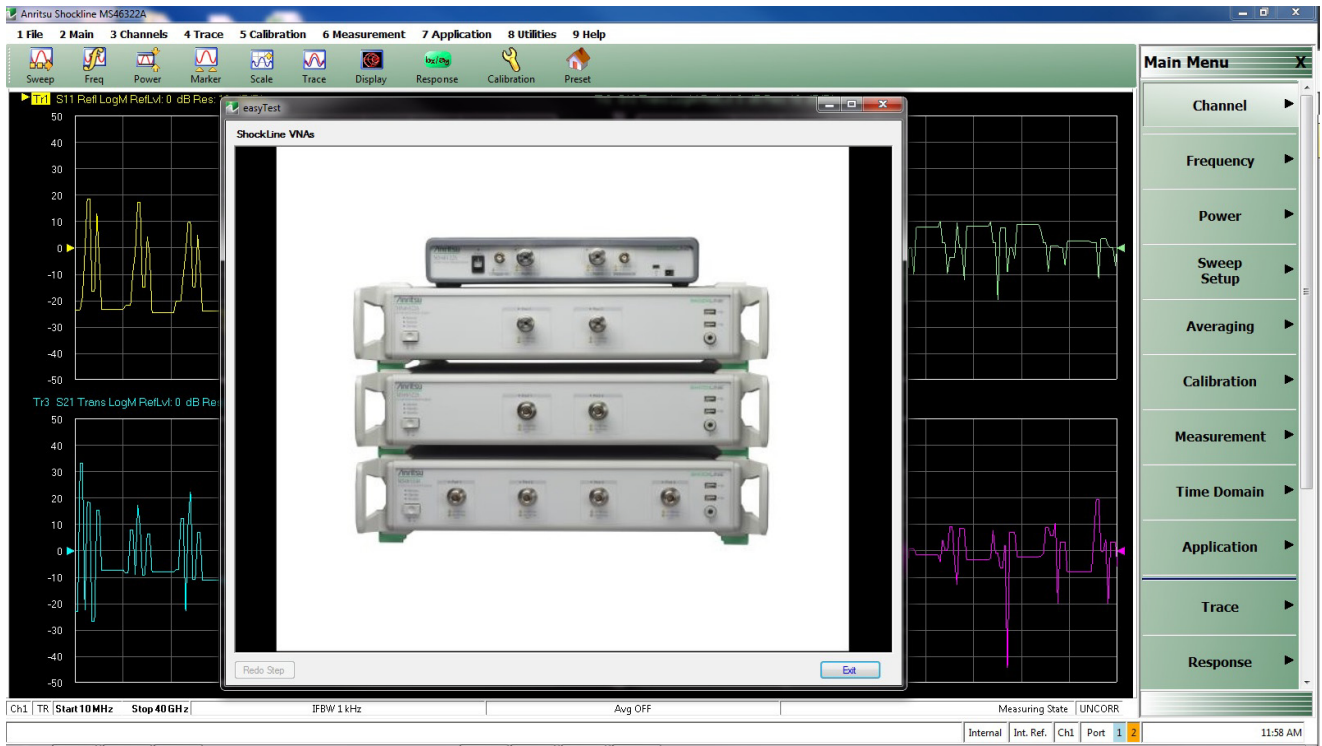 Anritsu Shockline MS46322A
1 File 2 Main 3 Channels 4 Trace 5 Calibration 6 Measurement 7 Application 8 Utilities 9 Help
Sweep Freq Power Marker Scale Trace Display Response Calibration Preset
Main Menu X
Tr1 S11 Refl LogM RefLvl: 0 dB Res:
50
40
30
20
10
0
-10
-20
-30
-40
-50
Tr3 S21 Trans LogM RefLvl: 0 dB Re
50
40
30
20
10
0
-10
-20
-30
-40
-50
easyTest
ShockLine VNAs
Anritsu
Anritsu
Anritsu
Anritsu
Redo Step
Exit
Channel
Frequency
Power
Sweep
Setup
Averaging
Calibration
Measurement
Time Domain
Application
Trace
Response
Ch1 TR Start 10 MHz Stop 40 GHz IFBW 1 kHz Avg OFF Measuring State UNCORR
Internal Int. Ref. Ch1 Port 1 2 11:58 AM